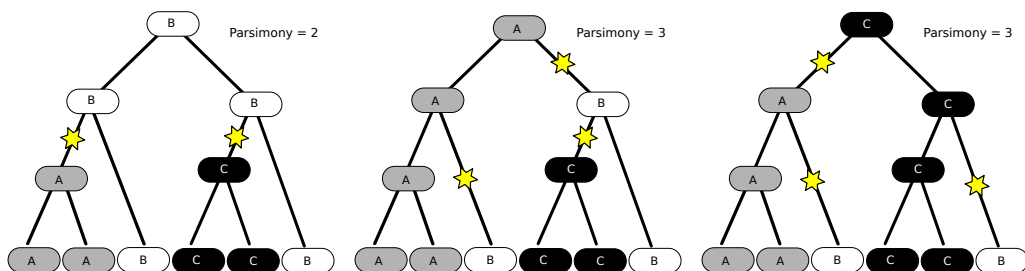 B Parsimony = 2
B B
A C
A A B C C B
A Parsimony = 3
A B
A C
A A B C C B
C Parsimony = 3
A C
A C
A A B C C B